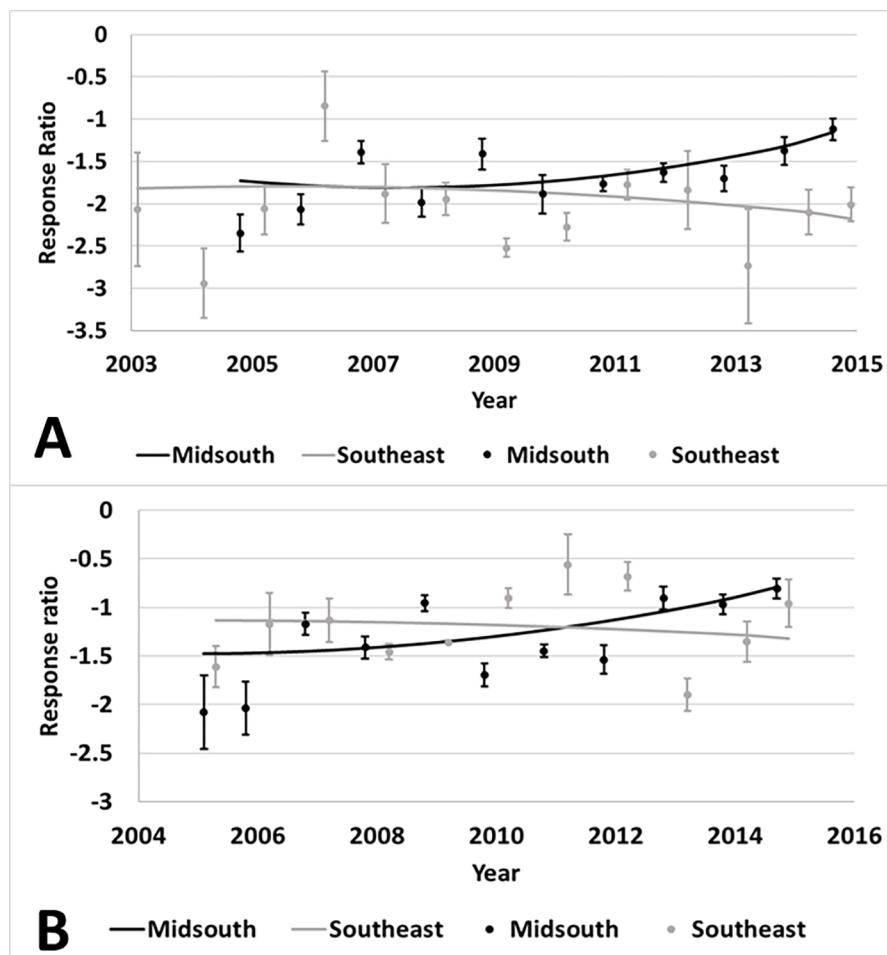 0
-0.5
-1
-1.5
-2
-2.5
-3
-3.5
Response Ratio
2003 2005 2007 2009 2011 2013 2015
Year
A
Midsouth Southeast Midsouth Southeast
0
-0.5
-1
-1.5
-2
-2.5
-3
Response ratio
2004 2006 2008 2010 2012 2014 2016
Year
B
Midsouth Southeast Midsouth Southeast